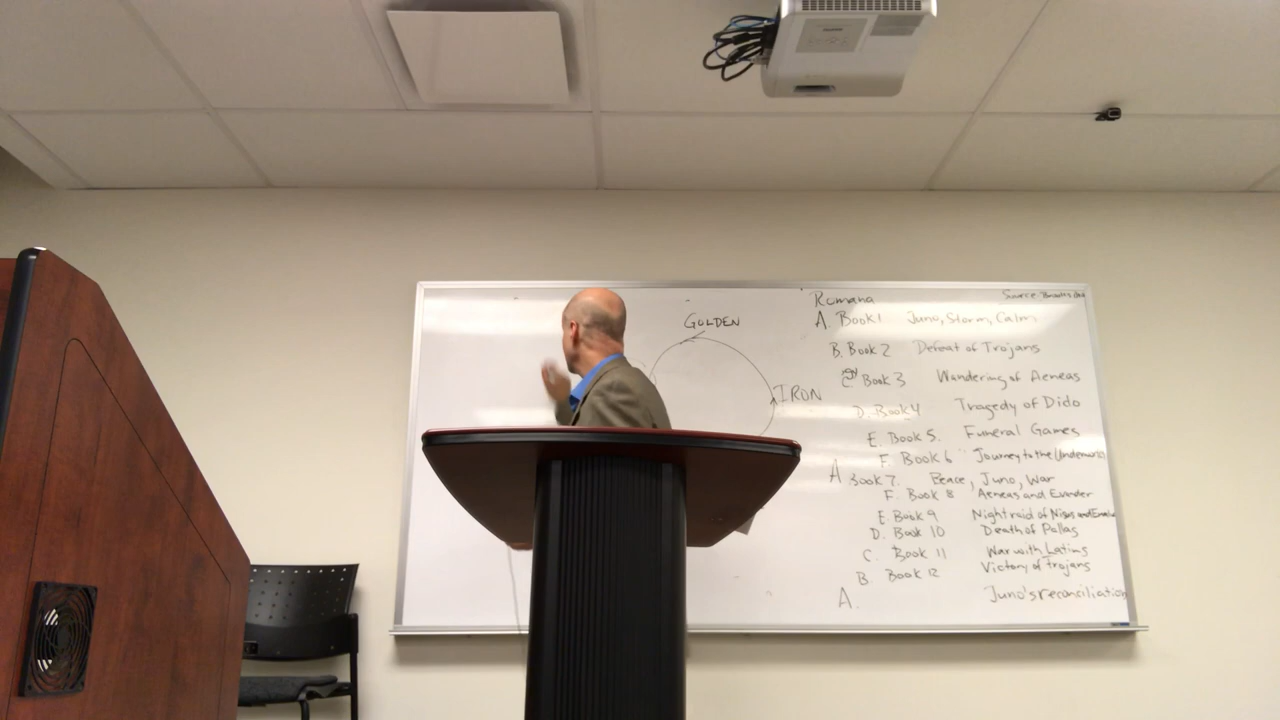 GOLDEN
IRON
Romana
Source
A. Book 1 Juno, Storm, Calm
B. Book 2 Defeat of Trojans
C Book 3 Wandering of Aeneas
D. Book 4 Tragedy of Dido
E. Book 5. Funeral Games
F. Book 6 Journey to the Underworld
A Book 7. Peace, Juno, War
F. Book 8 Aeneas and Evander
E. Book 9 Night raid of Nisus and
D. Book 10 Death of Pallas
C. Book 11 War with Latins
B. Book 12 Victory of Trojans
A. Juno's reconciliation